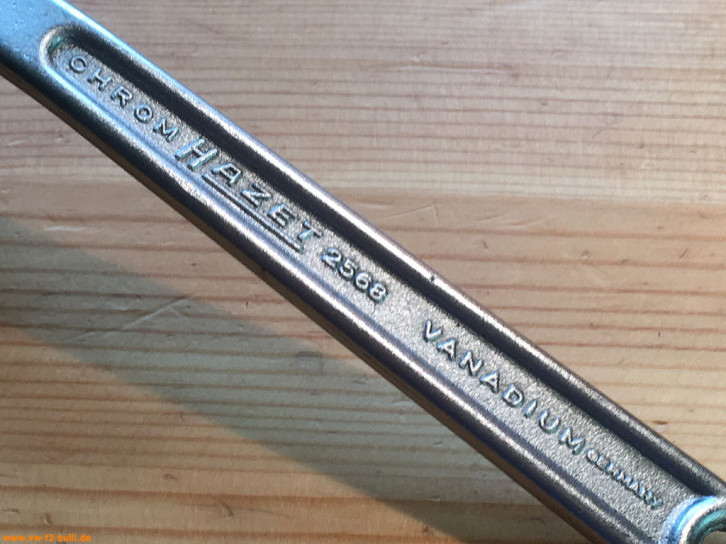 CHROM HAZET 2568 VANADIUM GERMANY
www.vw-t2-bulli.de